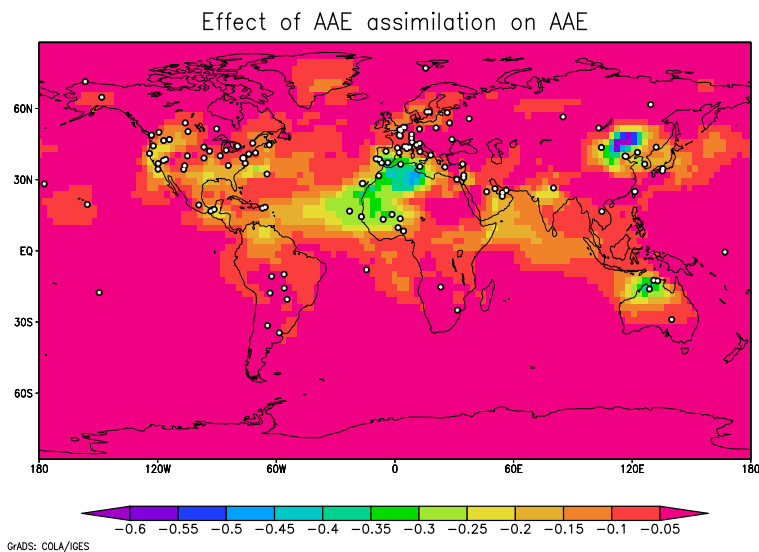 Effect of AAE assimilation on AAE
60N
30N
EQ
30S
60S
180 120W 60W 0 60E 120E 180
−0.6 −0.55 −0.5 −0.45 −0.4 −0.35 −0.3 −0.25 −0.2 −0.15 −0.1 −0.05
GrADS: COLA/IGES